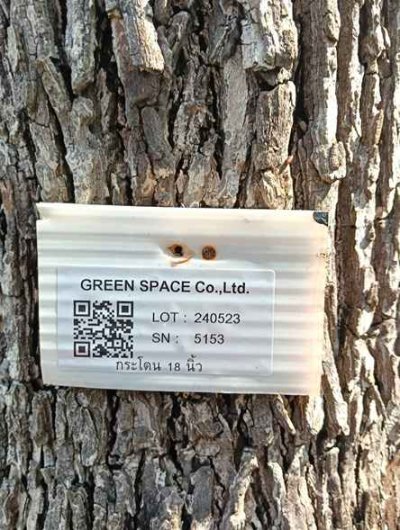 GREEN SPACE Co.,Ltd.
LOT : 240523
SN : 5153
กระโดน 18 นิ้ว